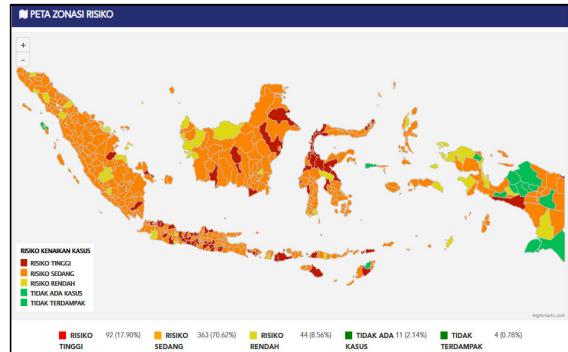 PETA ZONASI RISIKO
+
-
RISIKO KENAIKAN KASUS
RISIKO TINGGI
RISIKO SEDANG
RISIKO RENDAH
TIDAK ADA KASUS
TIDAK TERDAMPAK
Highcharts.com
RISIKO TINGGI 92 (17.90%)
RISIKO SEDANG 363 (70.62%)
RISIKO RENDAH 44 (8.56%)
TIDAK ADA KASUS 11 (2.14%)
TIDAK TERDAMPAK 4 (0.78%)